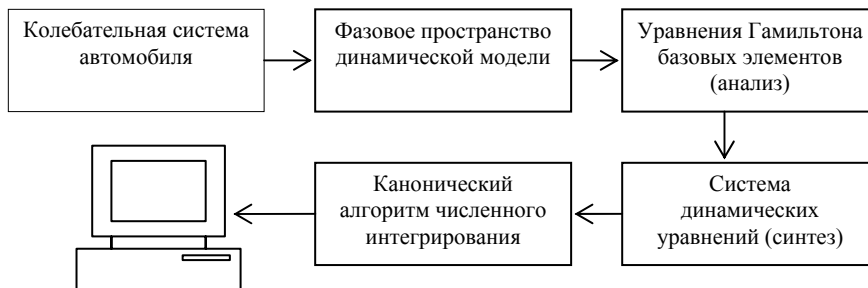 Колебательная система
автомобиля
Фазовое пространство
динамической модели
Уравнения Гамильтона
базовых элементов
(анализ)
Система
динамических
уравнений (синтез)
Канонический
алгоритм численного
интегрирования